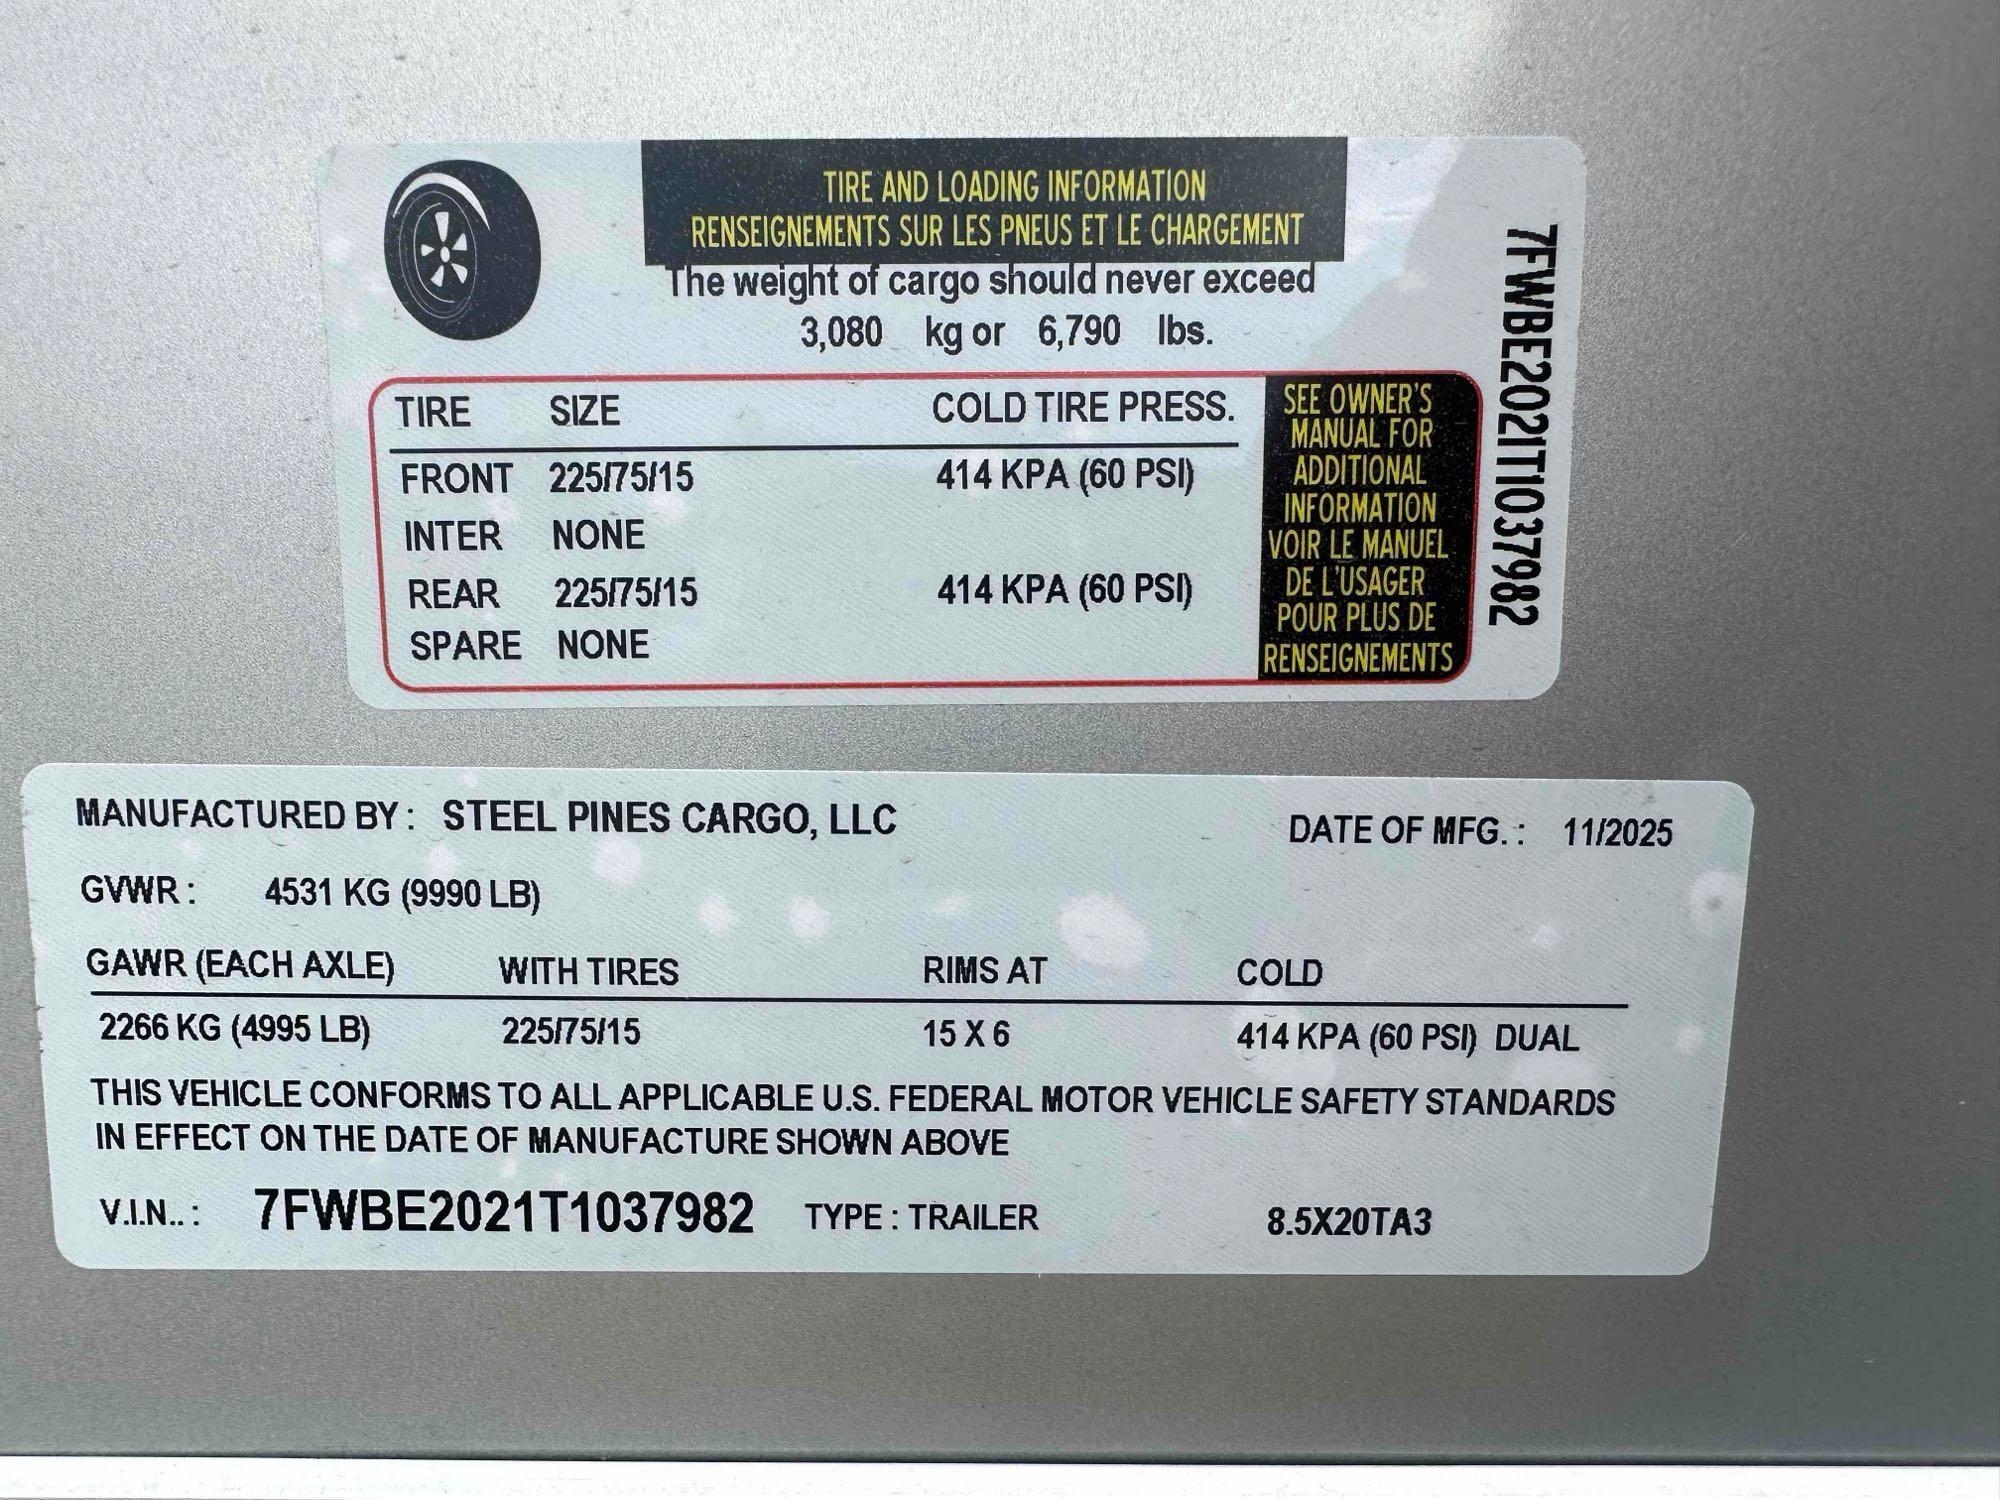 TIRE AND LOADING INFORMATION
RENSEIGNEMENTS SUR LES PNEUS ET LE CHARGEMENT
The weight of cargo should never exceed
3,080 kg or 6,790 lbs.
TIRE SIZE COLD TIRE PRESS.
FRONT 225/75/15 414 KPA (60 PSI)
INTER NONE
REAR 225/75/15 414 KPA (60 PSI)
SPARE NONE
SEE OWNER'S
MANUAL FOR
ADDITIONAL
INFORMATION
VOIR LE MANUEL
DE L'USAGER
POUR PLUS DE
RENSEIGNEMENTS
7FWBE2021T1037982
MANUFACTURED BY : STEEL PINES CARGO, LLC DATE OF MFG. : 11/2025
GVWR : 4531 KG (9990 LB)
GAWR (EACH AXLE) WITH TIRES RIMS AT COLD
2266 KG (4995 LB) 225/75/15 15 X 6 414 KPA (60 PSI) DUAL
THIS VEHICLE CONFORMS TO ALL APPLICABLE U.S. FEDERAL MOTOR VEHICLE SAFETY STANDARDS
IN EFFECT ON THE DATE OF MANUFACTURE SHOWN ABOVE
V.I.N.. : 7FWBE2021T1037982 TYPE : TRAILER 8.5X20TA3